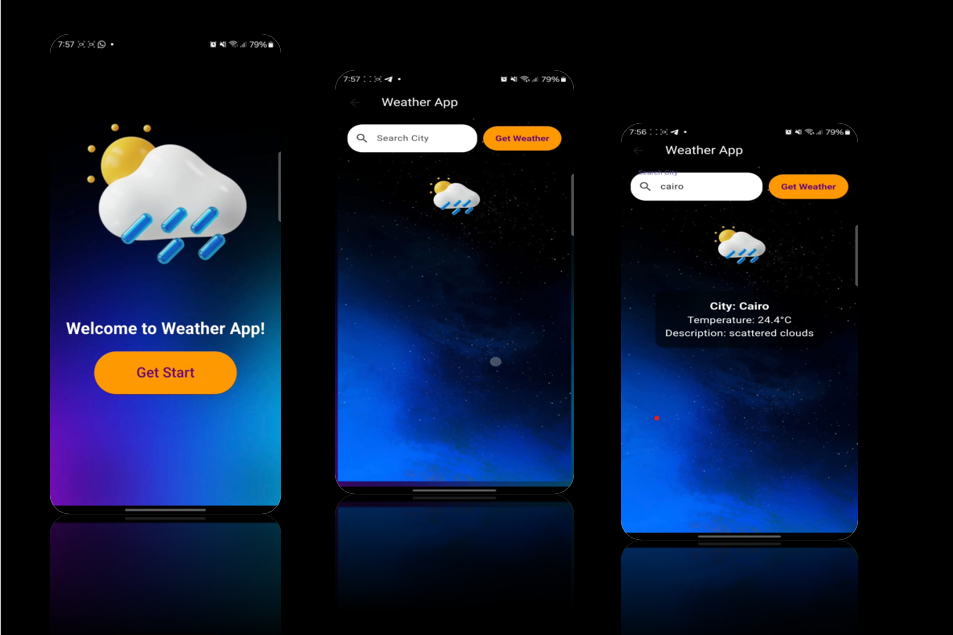 7:57
79%
Welcome to Weather App!
Get Start
7:57
79%
Weather App
Search City
Get Weather
7:56
79%
Weather App
Search City
cairo
Get Weather
City: Cairo
Temperature: 24.4°C
Description: scattered clouds